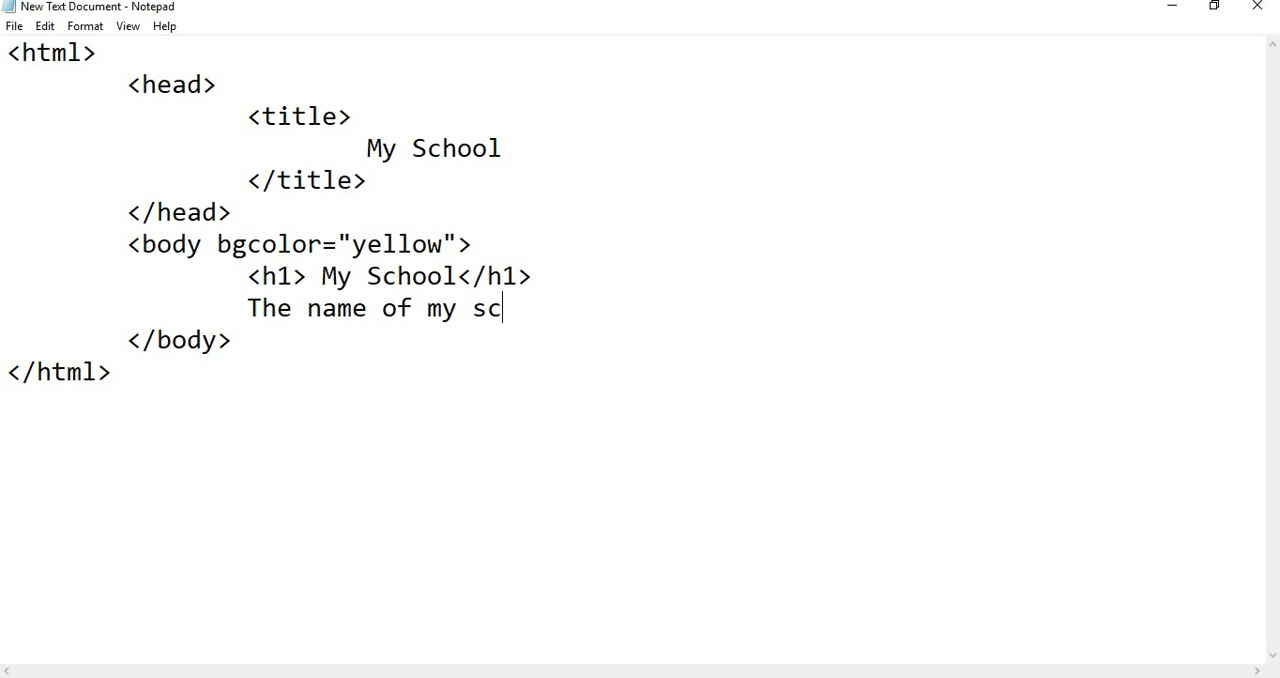 New Text Document - Notepad
File Edit Format View Help
<html>
<head>
<title>
My School
</title>
</head>
<body bgcolor="yellow">
<h1> My School</h1>
The name of my sc
</body>
</html>